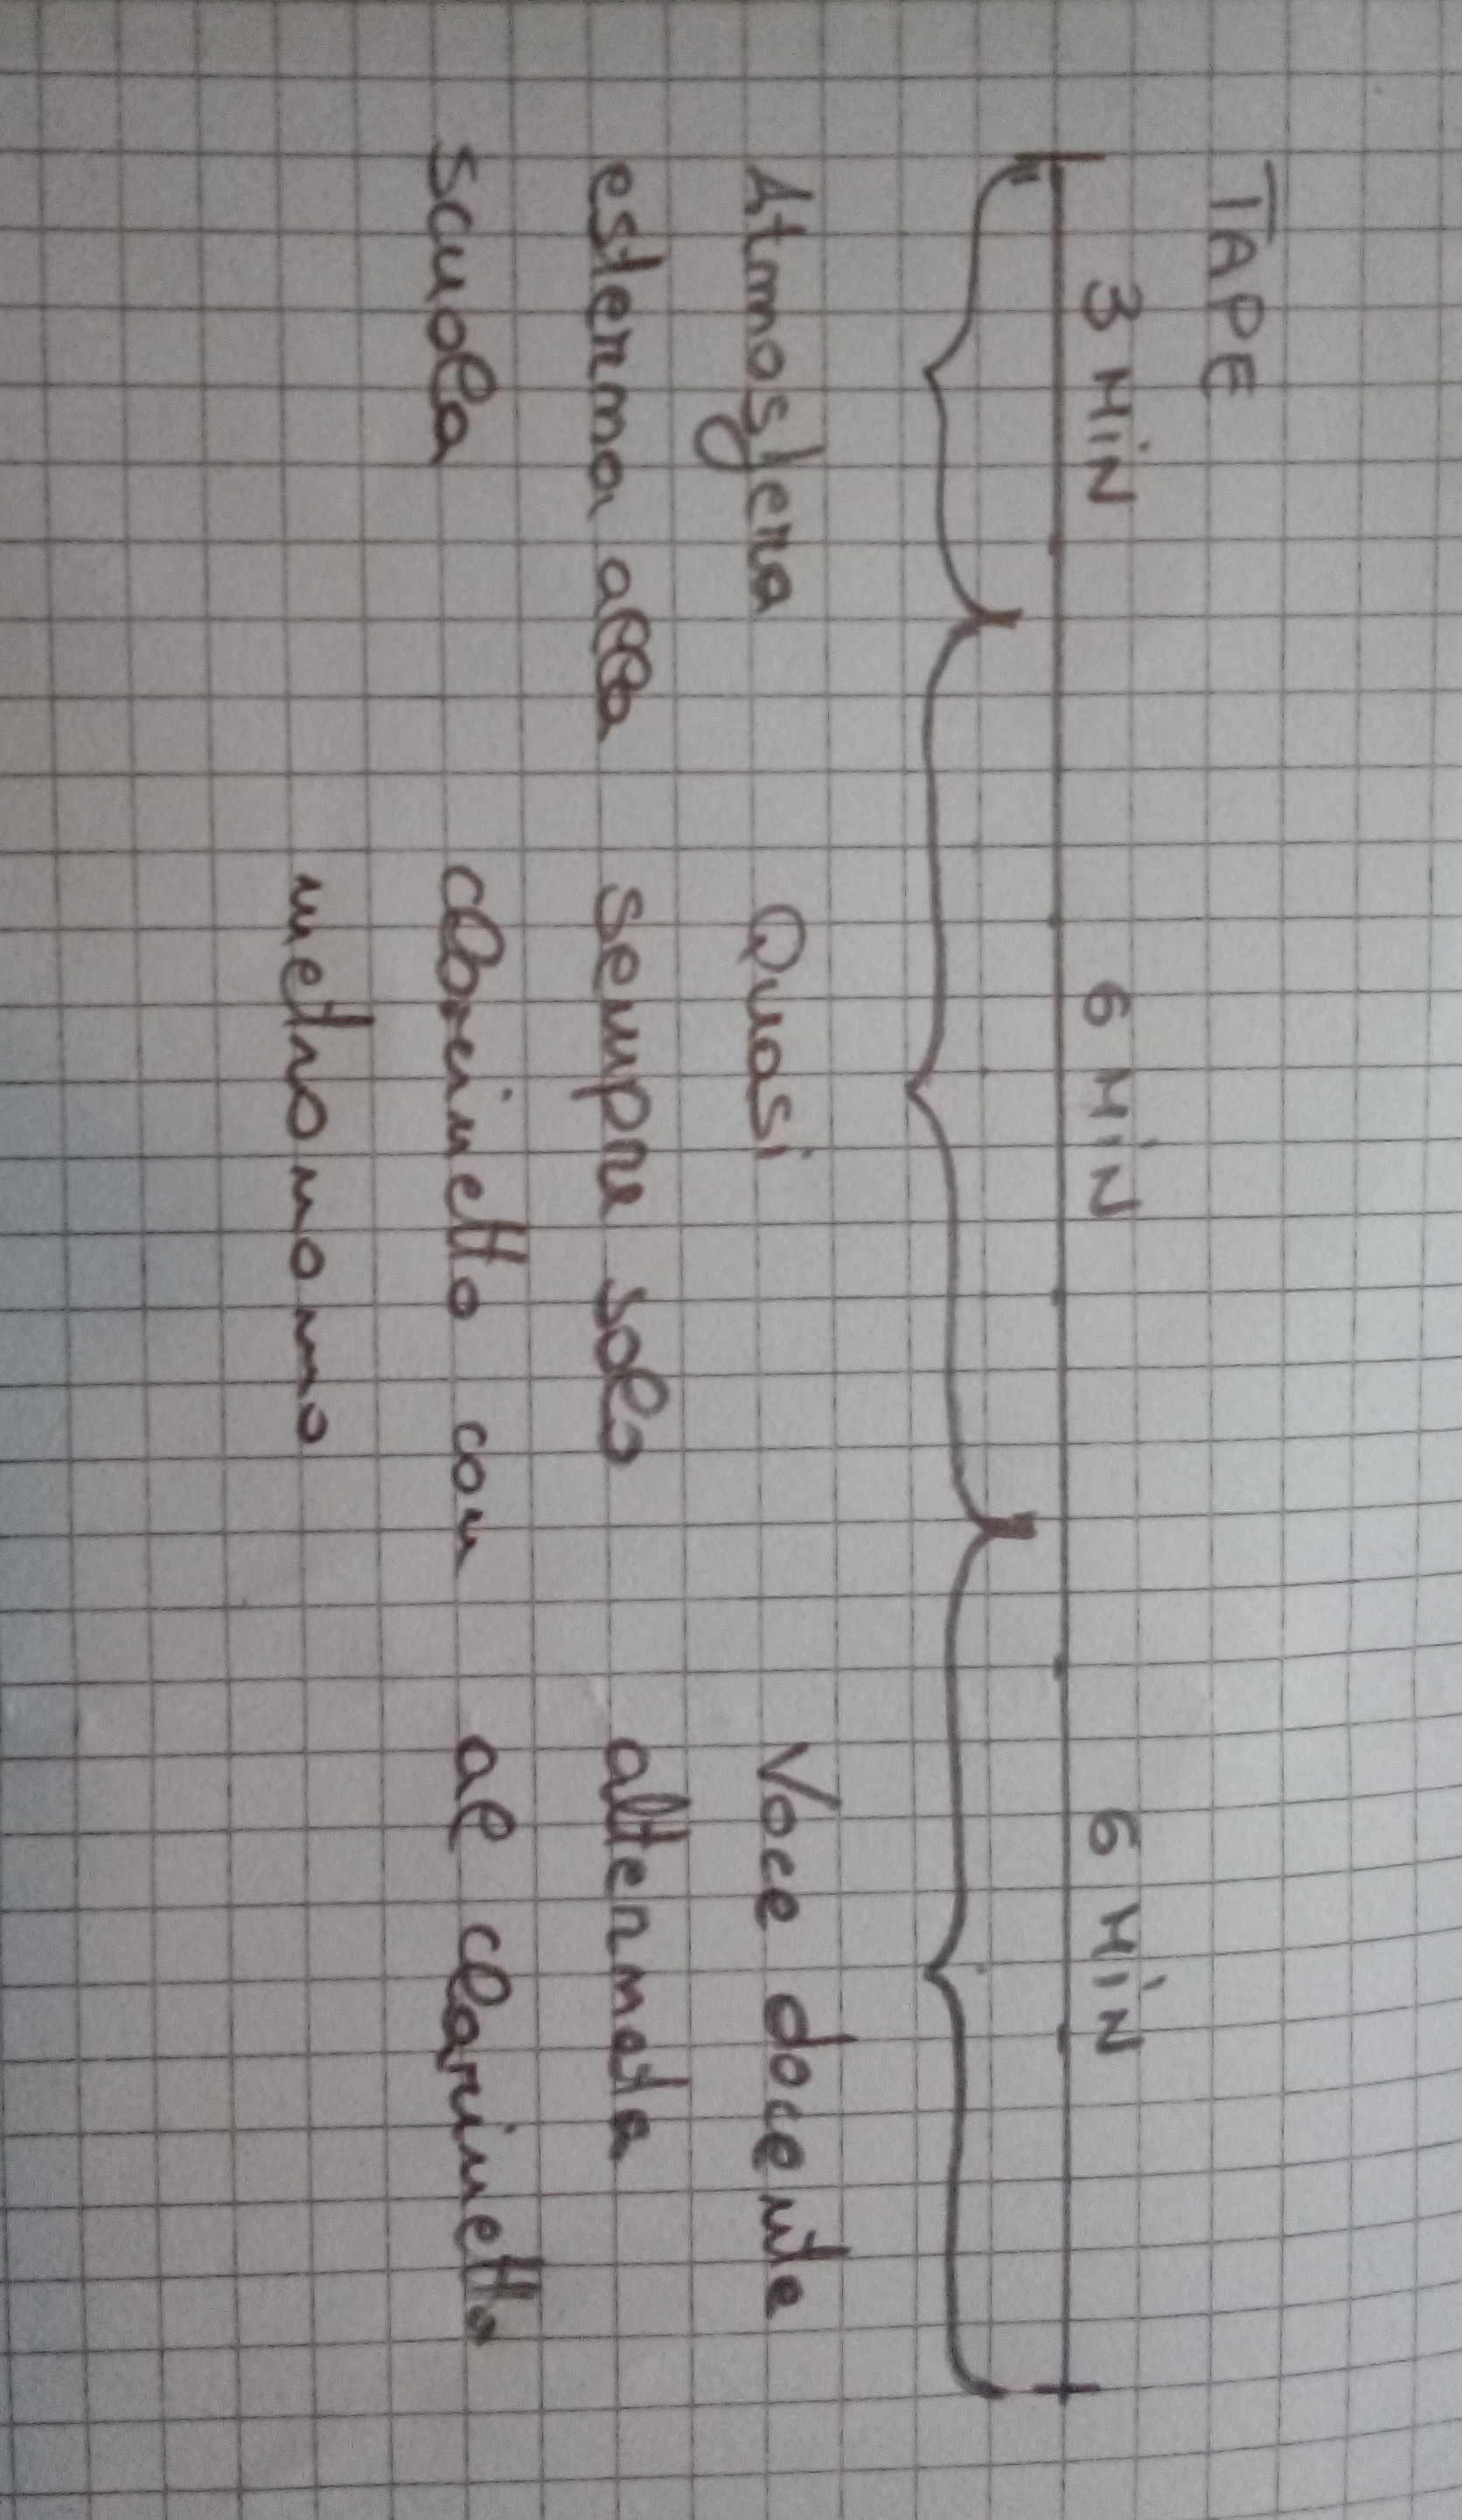 TAPE
3 MIN
6 MIN
6 MIN
Atmosfera
esterna alla
scuola
Quasi
sempre solo
clarinetto con
metronomo
Voce docente
alternata
al clarinetto